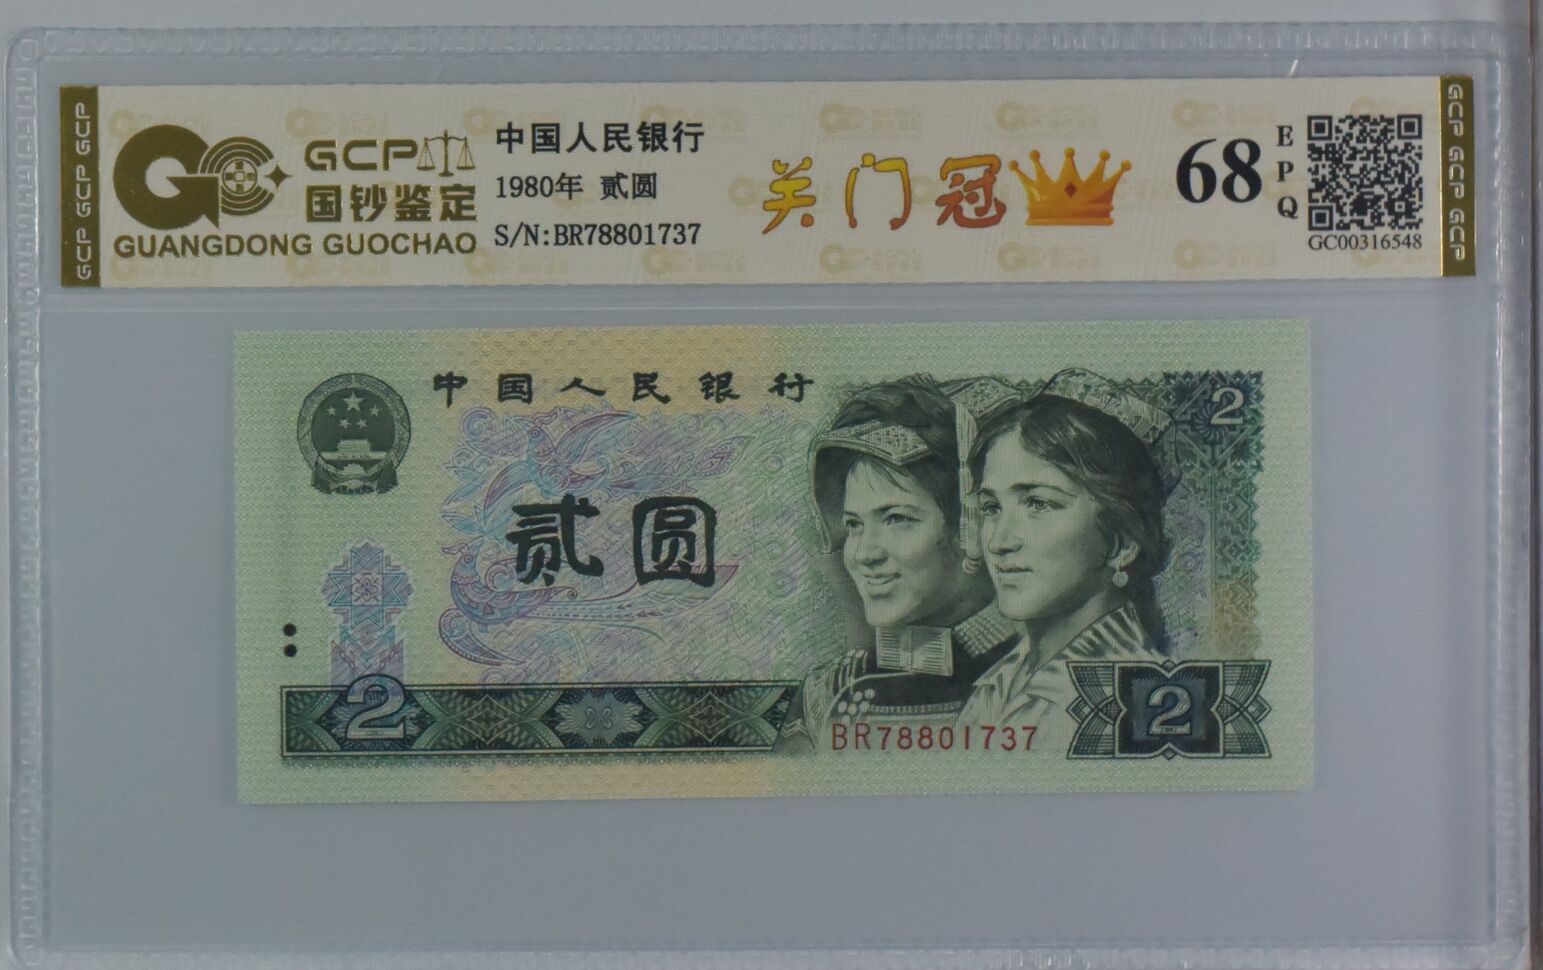 GCP GCP GCP
GCP
国钞鉴定
GUANGDONG GUOCHAO
中国人民银行
1980年 贰圆
S/N:BR78801737
关门冠
68
EPQ
GC00316548
GCP GCP GCP
中国人民银行
2
贰圆
2
BR78801737
2